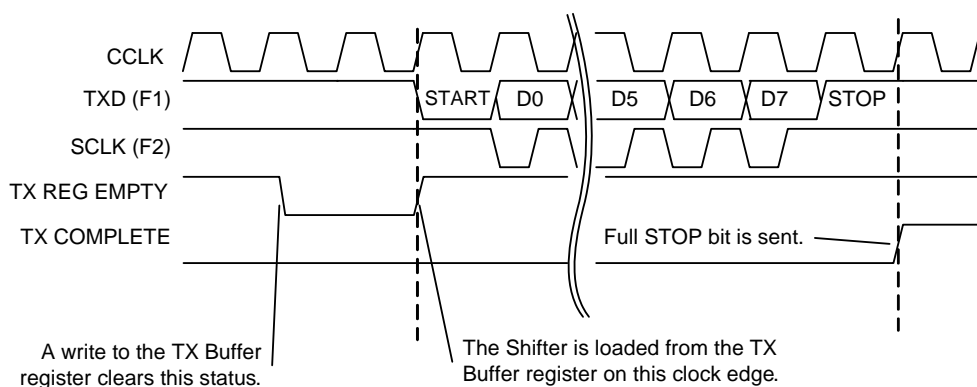 CCLK
TXD (F1)
START
D0
D5
D6
D7
STOP
SCLK (F2)
TX REG EMPTY
TX COMPLETE
Full STOP bit is sent.
A write to the TX Buffer
register clears this status.
The Shifter is loaded from the TX
Buffer register on this clock edge.